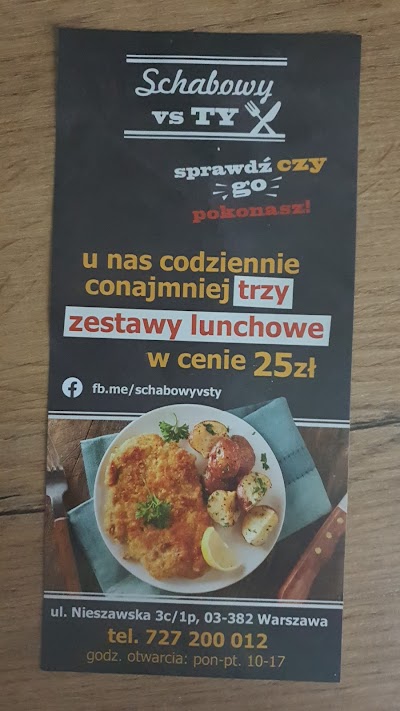 Schabowy
vs TY
sprawdź czy
go
pokonasz!
u nas codziennie
conajmniej trzy
zestawy lunchowe
w cenie 25zł
fb.me/schabowyvsty
ul. Nieszawska 3c/1p, 03-382 Warszawa
tel. 727 200 012
godz. otwarcia: pon-pt. 10-17